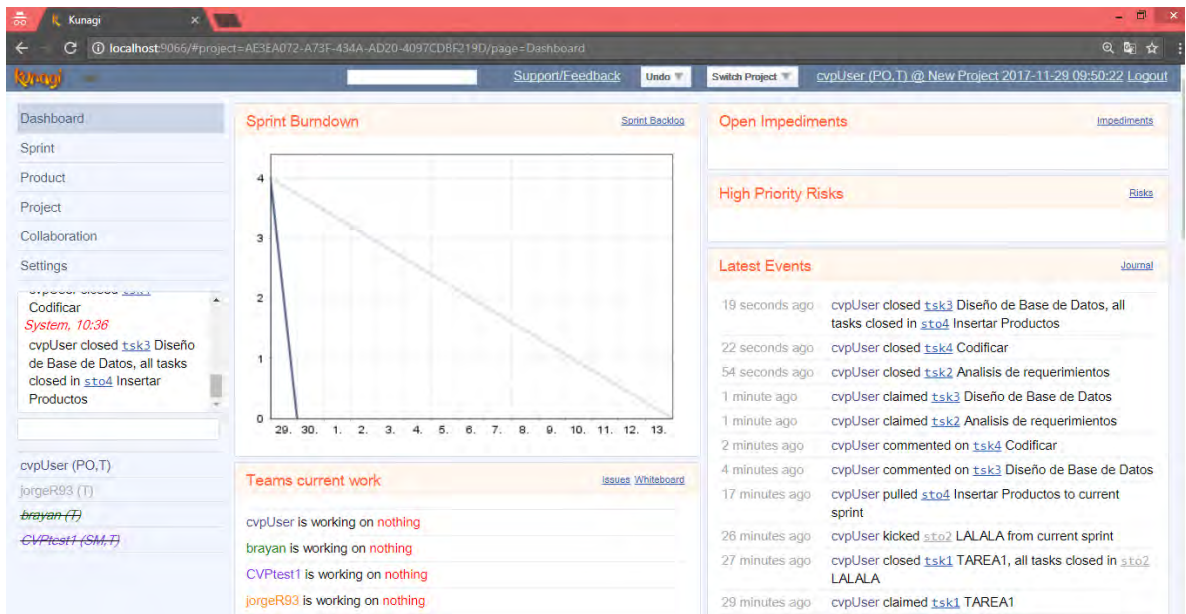 Kunagi
localhost:9066/#project=AE3EA072-A73F-434A-AD20-4097CDBF219D/page=Dashboard
kunagi
Support/Feedback
Undo
Switch Project
cvpUser (PO,T) @ New Project 2017-11-29 09:50:22 Logout
Dashboard
Sprint
Product
Project
Collaboration
Settings
Codificar
System, 10:36
cvpUser closed tsk3 Diseño
de Base de Datos, all tasks
closed in sto4 Insertar
Productos
cvpUser (PO,T)
jorgeR93 (T)
brayan (T)
CVPtest1 (SM,T)
Sprint Burndown
Sprint Backlog
4
3
2
1
0
29. 30. 1. 2. 3. 4. 5. 6. 7. 8. 9. 10. 11. 12. 13.
Teams current work
Issues Whiteboard
cvpUser is working on nothing
brayan is working on nothing
CVPtest1 is working on nothing
jorgeR93 is working on nothing
Open Impediments
Impediments
High Priority Risks
Risks
Latest Events
Journal
19 seconds ago cvpUser closed tsk3 Diseño de Base de Datos, all
tasks closed in sto4 Insertar Productos
22 seconds ago cvpUser closed tsk4 Codificar
54 seconds ago cvpUser closed tsk2 Analisis de requerimientos
1 minute ago cvpUser claimed tsk3 Diseño de Base de Datos
1 minute ago cvpUser claimed tsk2 Analisis de requerimientos
2 minutes ago cvpUser commented on tsk4 Codificar
4 minutes ago cvpUser commented on tsk3 Diseño de Base de Datos
17 minutes ago cvpUser pulled sto4 Insertar Productos to current
sprint
26 minutes ago cvpUser kicked sto2 LALALA from current sprint
27 minutes ago cvpUser closed tsk1 TAREA1, all tasks closed in sto2
LALALA
29 minutes ago cvpUser claimed tsk1 TAREA1